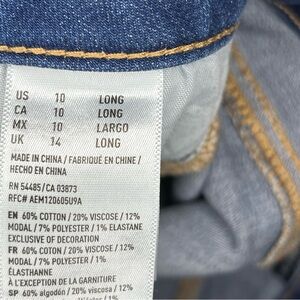 US 10 LONG
CA 10 LONG
MX 10 LARGO
UK 14 LONG
MADE IN CHINA / FABRIQUÉ EN CHINE /
HECHO EN CHINA
RN 54485/CA 03873
RFC# AEM120605U9A
EN 60% COTTON / 20% VISCOSE / 12%
MODAL / 7% POLYESTER / 1% ELASTANE
EXCLUSIVE OF DECORATION
FR 60% COTON / 20% VISCOSE / 12%
MODAL / 7% POLYESTER / 1%
ÉLASTHANNE
À L'EXCEPTION DE LA GARNITURE
SP 60% algodón / 20% viscose / 12%